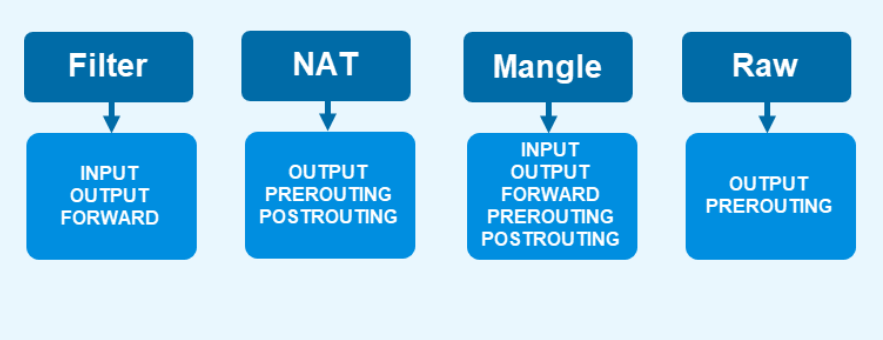 Filter
INPUT
OUTPUT
FORWARD
NAT
OUTPUT
PREROUTING
POSTROUTING
Mangle
INPUT
OUTPUT
FORWARD
PREROUTING
POSTROUTING
Raw
OUTPUT
PREROUTING